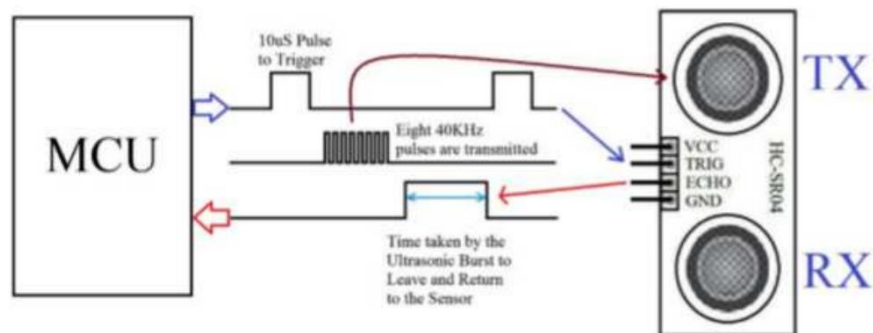 10uS Pulse
to Trigger
MCU
Eight 40KHz
pulses are transmitted
Time taken by the
Ultrasonic Burst to
Leave and Return
to the Sensor
TX
VCC
TRIG
ECHO
GND
HC-SR04
RX